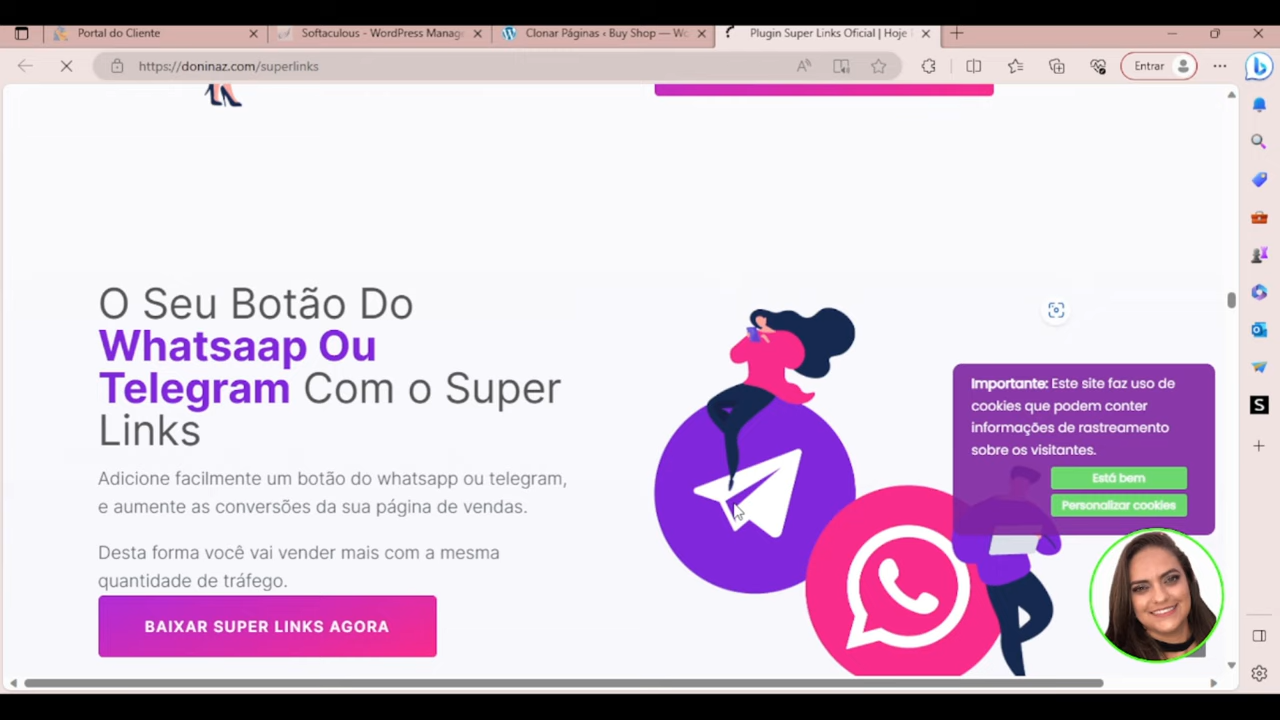 Portal do Cliente
Softaculous - WordPress Manage
Clonar Páginas ‹ Buy Shop — Wo
Plugin Super Links Oficial | Hoje
https://doninaz.com/superlinks
Entrar
O Seu Botão Do
Whatsaap Ou
Telegram Com o Super
Links
Adicione facilmente um botão do whatsapp ou telegram,
e aumente as conversões da sua página de vendas.
Desta forma você vai vender mais com a mesma
quantidade de tráfego.
BAIXAR SUPER LINKS AGORA
Importante: Este site faz uso de
cookies que podem conter
informações de rastreamento
sobre os visitantes.
Está bem
Personalizar cookies